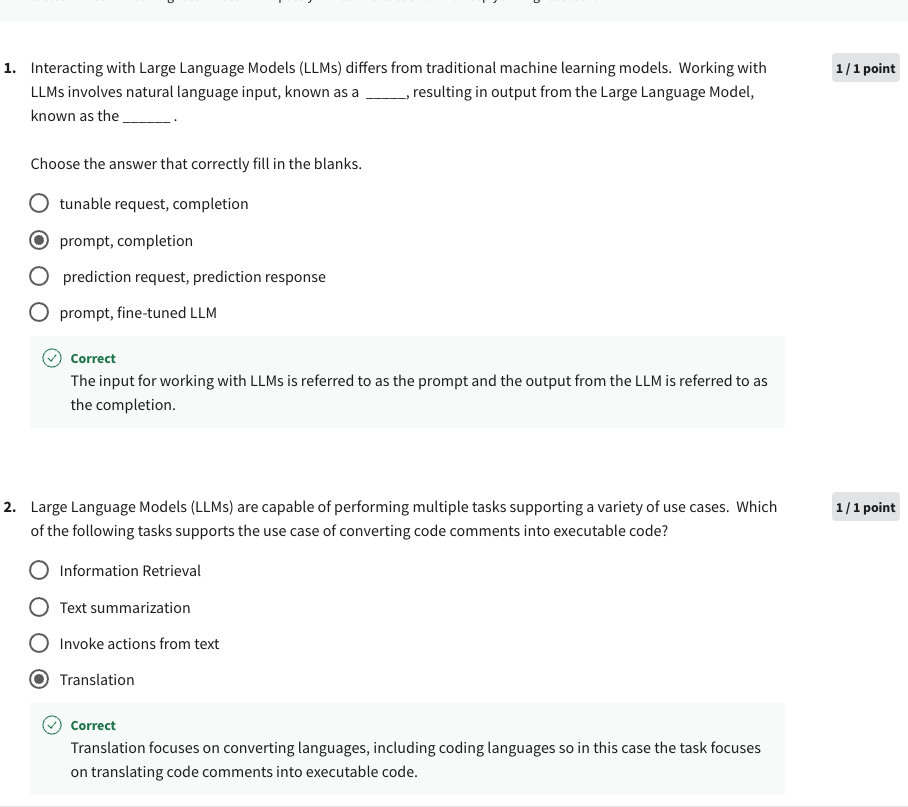 1. Interacting with Large Language Models (LLMs) differs from traditional machine learning models.  Working with
1 / 1 point
LLMs involves natural language input, known as a _____, resulting in output from the Large Language Model,
known as the ______ .
Choose the answer that correctly fill in the blanks.
tunable request, completion
prompt, completion
prediction request, prediction response
prompt, fine-tuned LLM
Correct
The input for working with LLMs is referred to as the prompt and the output from the LLM is referred to as
the completion.
2. Large Language Models (LLMs) are capable of performing multiple tasks supporting a variety of use cases.  Which
1 / 1 point
of the following tasks supports the use case of converting code comments into executable code?
Information Retrieval
Text summarization
Invoke actions from text
Translation
Correct
Translation focuses on converting languages, including coding languages so in this case the task focuses
on translating code comments into executable code.